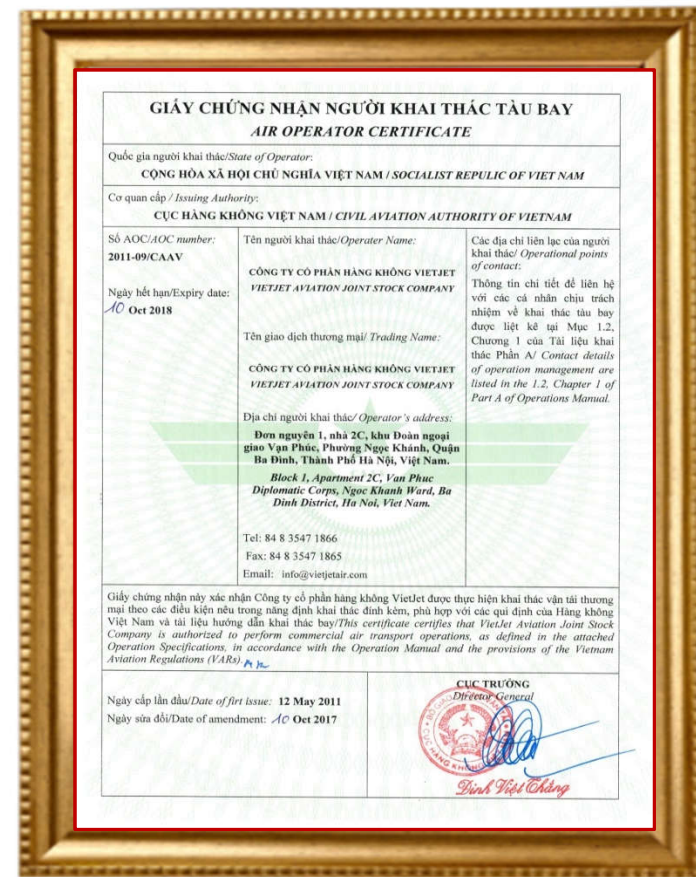 GIẤY CHỨNG NHẬN NGƯỜI KHAI THÁC TÀU BAY
AIR OPERATOR CERTIFICATE
Quốc gia người khai thác/State of Operator:
CỘNG HÒA XÃ HỘI CHỦ NGHĨA VIỆT NAM / SOCIALIST REPULIC OF VIET NAM
Cơ quan cấp / Issuing Authority:
CỤC HÀNG KHÔNG VIỆT NAM / CIVIL AVIATION AUTHORITY OF VIETNAM
Số AOC/AOC number:
2011-09/CAAV
Ngày hết hạn/Expiry date:
10 Oct 2018
Tên người khai thác/Operater Name:
CÔNG TY CỔ PHẦN HÀNG KHÔNG VIETJET
VIETJET AVIATION JOINT STOCK COMPANY
Tên giao dịch thương mại/ Trading Name:
CÔNG TY CỔ PHẦN HÀNG KHÔNG VIETJET
VIETJET AVIATION JOINT STOCK COMPANY
Địa chỉ người khai thác/ Operator's address:
Đơn nguyên 1, nhà 2C, khu Đoàn ngoại
giao Vạn Phúc, Phường Ngọc Khánh, Quận
Ba Đình, Thành Phố Hà Nội, Việt Nam.
Block 1, Apartment 2C, Van Phuc
Diplomatic Corps, Ngoc Khanh Ward, Ba
Dinh District, Ha Noi, Viet Nam.
Tel: 84 8 3547 1866
Fax: 84 8 3547 1865
Email: info@vietjetair.com
Các địa chỉ liên lạc của người
khai thác/ Operational points
of contact:
Thông tin chi tiết để liên hệ
với các cá nhân chịu trách
nhiệm về khai thác tàu bay
được liệt kê tại Mục 1.2,
Chương 1 của Tài liệu khai
thác Phần A/ Contact details
of operation management are
listed in the 1.2, Chapter 1 of
Part A of Operations Manual.
Giấy chứng nhận này xác nhận Công ty cổ phần hàng không VietJet được thực hiện khai thác vận tải thương
mại theo các điều kiện nêu trong năng định khai thác đính kèm, phù hợp với các qui định của Hàng không
Việt Nam và tài liệu hướng dẫn khai thác bay/This certificate certifies that VietJet Aviation Joint Stock
Company is authorized to perform commercial air transport operations, as defined in the attached
Operation Specifications, in accordance with the Operation Manual and the provisions of the Vietnam
Aviation Regulations (VARs).
Ngày cấp lần đầu/Date of firt issue: 12 May 2011
Ngày sửa đổi/Date of amendment: 10 Oct 2017
CỤC TRƯỞNG
Director General
Đinh Việt Thắng